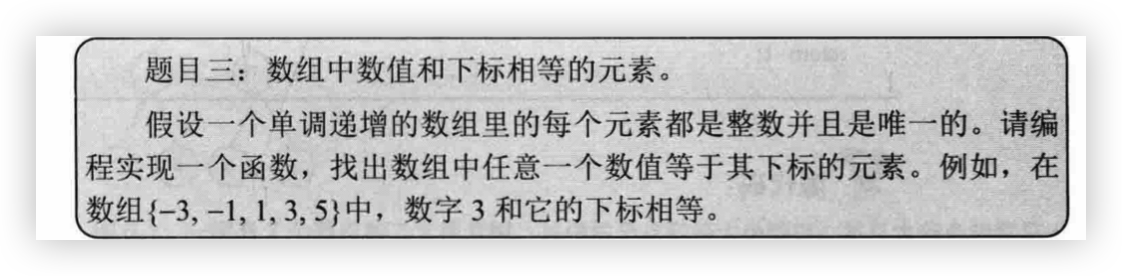 题目三：数组中数值和下标相等的元素。
假设一个单调递增的数组里的每个元素都是整数并且是唯一的。请编
程实现一个函数，找出数组中任意一个数值等于其下标的元素。例如，在
数组{−3, −1, 1, 3, 5}中，数字 3 和它的下标相等。